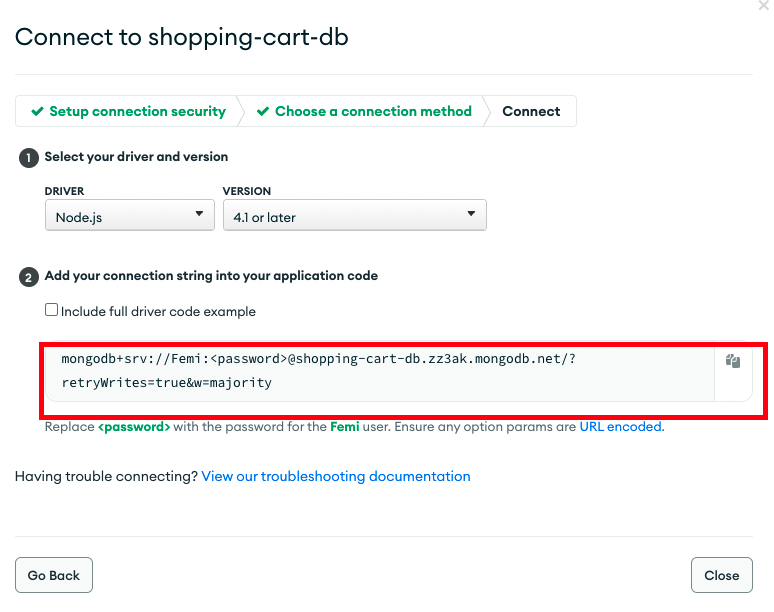 Connect to shopping-cart-db
Setup connection security
Choose a connection method
Connect
1 Select your driver and version
DRIVER VERSION
Node.js 4.1 or later
2 Add your connection string into your application code
Include full driver code example
mongodb+srv://Femi:<password>@shopping-cart-db.zz3ak.mongodb.net/?
retryWrites=true&w=majority
Replace <password> with the password for the Femi user. Ensure any option params are URL encoded.
Having trouble connecting? View our troubleshooting documentation
Go Back Close